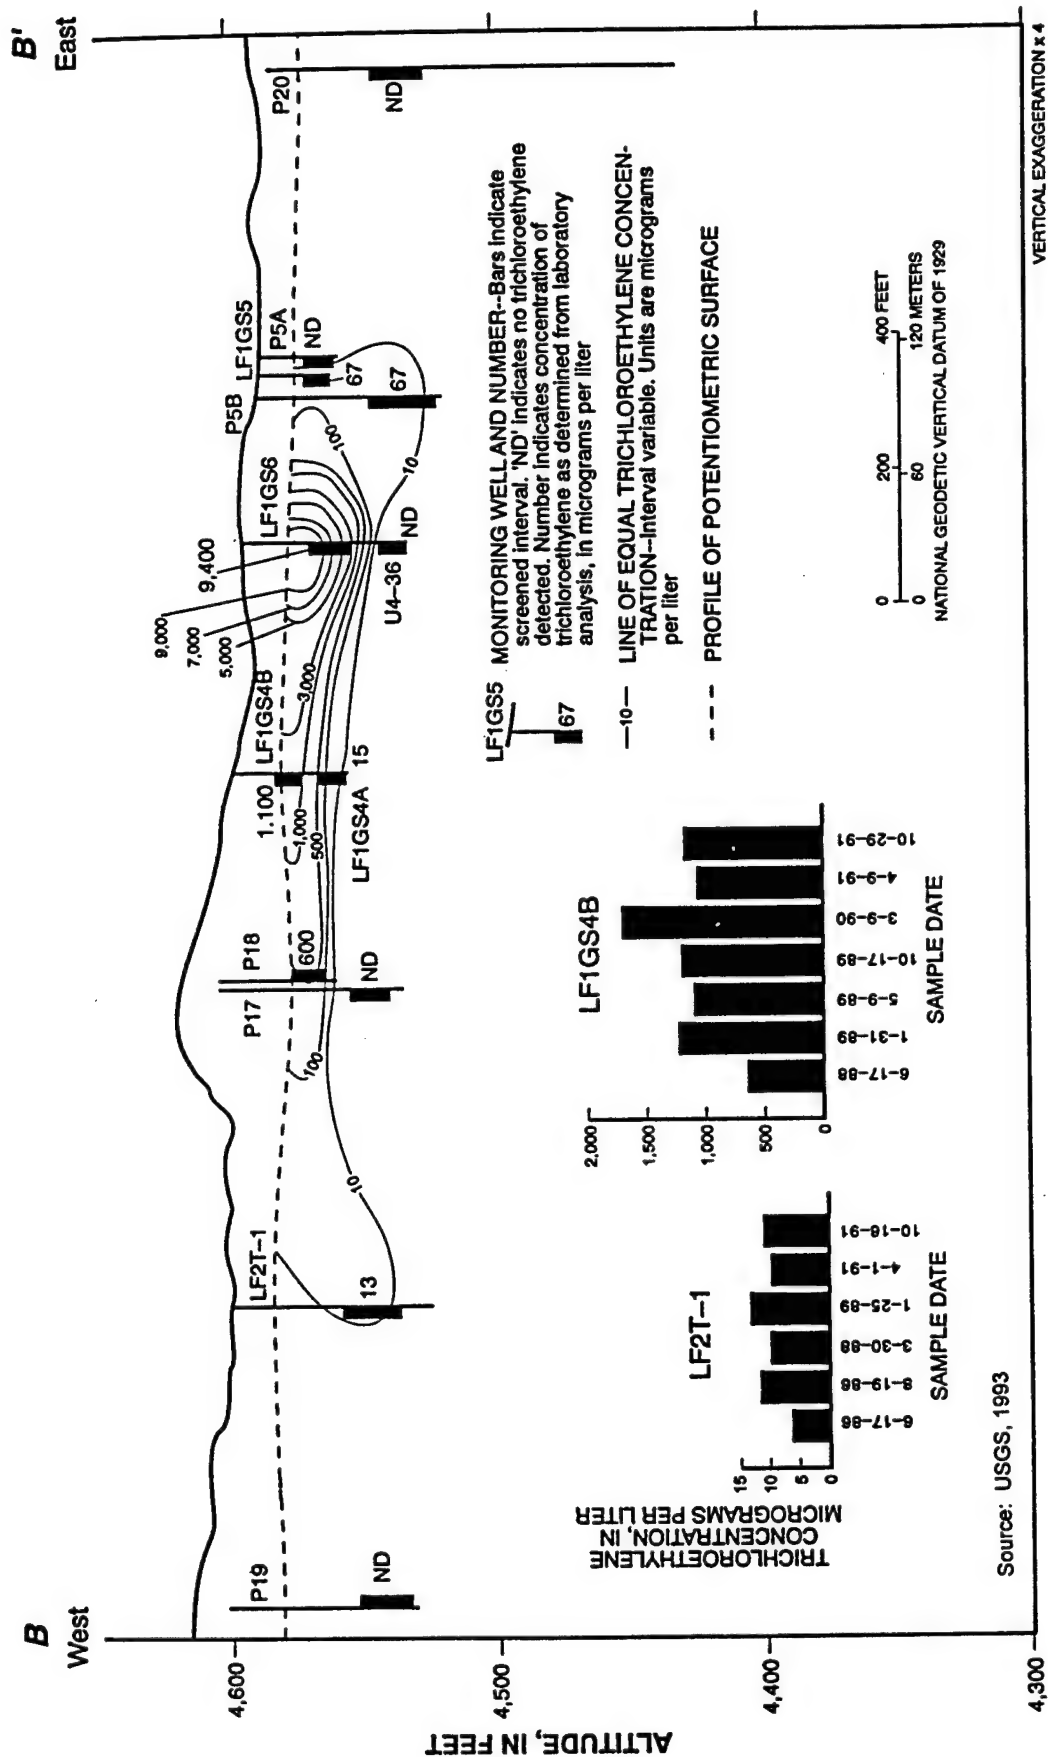 B
West
B'
East
ALTITUDE, IN FEET
4,600
4,500
4,400
4,300
P19
ND
LF2T–1
13
10
100
P17
P18
600
ND
1,000
500
1.100
LF1GS4B
LF1GS4A
15
3,000
5,000
7,000
9,000
9,400
LF1GS6
U4–36
ND
100
10
P5B
67
LF1GS5
67
P5A
ND
P20
ND
LF1GS5
67
MONITORING WELL AND NUMBER--Bars indicate
screened interval. 'ND' indicates no trichloroethylene
detected. Number indicates concentration of
trichloroethylene as determined from laboratory
analysis, in micrograms per liter
—10—
LINE OF EQUAL TRICHLOROETHYLENE CONCEN-
TRATION--Interval variable. Units are micrograms
per liter
PROFILE OF POTENTIOMETRIC SURFACE
0 200 400 FEET
0 60 120 METERS
NATIONAL GEODETIC VERTICAL DATUM OF 1929
VERTICAL EXAGGERATION x 4
TRICHLOROETHYLENE
CONCENTRATION, IN
MICROGRAMS PER LITER
LF2T–1
15
10
5
0
6–17–86
8–19–86
3–30–88
1–25–89
4–1–91
10–16–91
SAMPLE DATE
LF1GS4B
2,000
1,500
1,000
500
0
6–17–88
1–31–89
5–9–89
10–17–89
3–9–90
4–9–91
10–29–91
SAMPLE DATE
Source: USGS, 1993